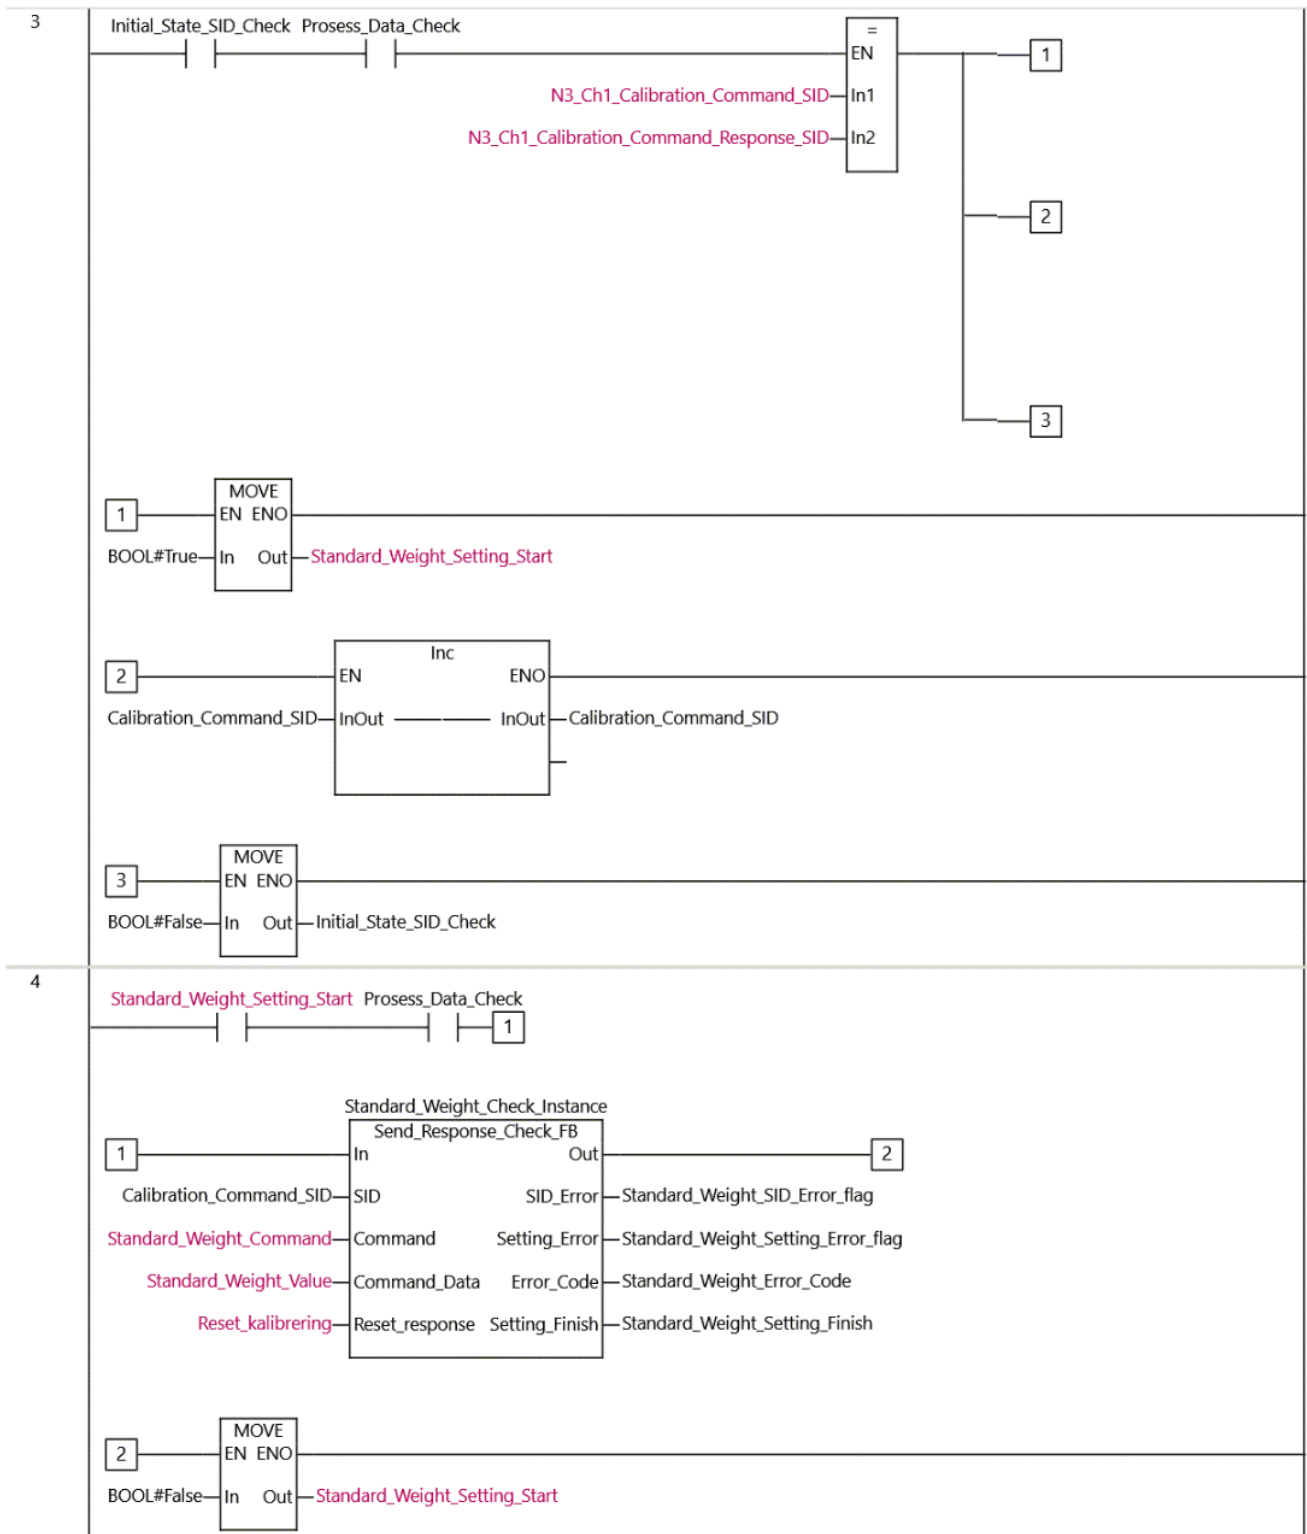 3
Initial_State_SID_Check Prosess_Data_Check
=
EN
1
N3_Ch1_Calibration_Command_SID In1
N3_Ch1_Calibration_Command_Response_SID In2
2
3
MOVE
1 EN ENO
BOOL#True In Out Standard_Weight_Setting_Start
Inc
2 EN ENO
Calibration_Command_SID InOut InOut Calibration_Command_SID
MOVE
3 EN ENO
BOOL#False In Out Initial_State_SID_Check
4
Standard_Weight_Setting_Start Prosess_Data_Check
1
Standard_Weight_Check_Instance
Send_Response_Check_FB
1 In Out 2
Calibration_Command_SID SID SID_Error Standard_Weight_SID_Error_flag
Standard_Weight_Command Command Setting_Error Standard_Weight_Setting_Error_flag
Standard_Weight_Value Command_Data Error_Code Standard_Weight_Error_Code
Reset_kalibrering Reset_response Setting_Finish Standard_Weight_Setting_Finish
MOVE
2 EN ENO
BOOL#False In Out Standard_Weight_Setting_Start